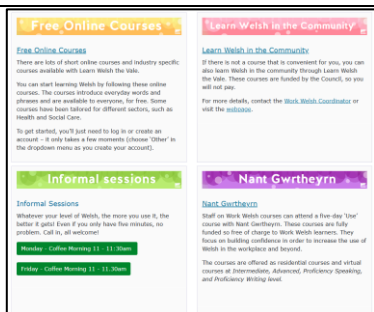 Free Online Courses
Free Online Courses
There are lots of short online courses and industry specific
courses available with Learn Welsh the Vale.
You can start learning Welsh by following these online
courses. The courses introduce everyday words and
phrases and are available to everyone, for free. Some
courses have been tailored for different sectors, such as
Health and Social Care.
To get started, you'll just need to log in or create an
account – it only takes a few moments (choose 'Other' in
the dropdown menu as you create your account).
Learn Welsh in the Community
Learn Welsh in the Community
If there is not a course that is convenient for you, you can
also learn Welsh in the community through Learn Welsh
the Vale. These courses are funded by the Council, so you
will not pay.
For more details, contact the Work Welsh Coordinator or
visit the webpage.
Informal sessions
Informal Sessions
Whatever your level of Welsh, the more you use it, the
better it gets! Even if you only have five minutes, no
problem. Call in, all welcome!
Monday - Coffee Morning 11 - 11:30am
Friday - Coffee Morning 11 - 11.30am
Nant Gwrtheyrn
Nant Gwrtheyrn
Staff on Work Welsh courses can attend a five-day 'Use'
course with Nant Gwrtheyrn. These courses are fully
funded so free of charge to Work Welsh learners. They
focus on building confidence in order to increase the use of
Welsh in the workplace and beyond.
The courses are offered as residential courses and virtual
courses at Intermediate, Advanced, Proficiency Speaking,
and Proficiency Writing level.